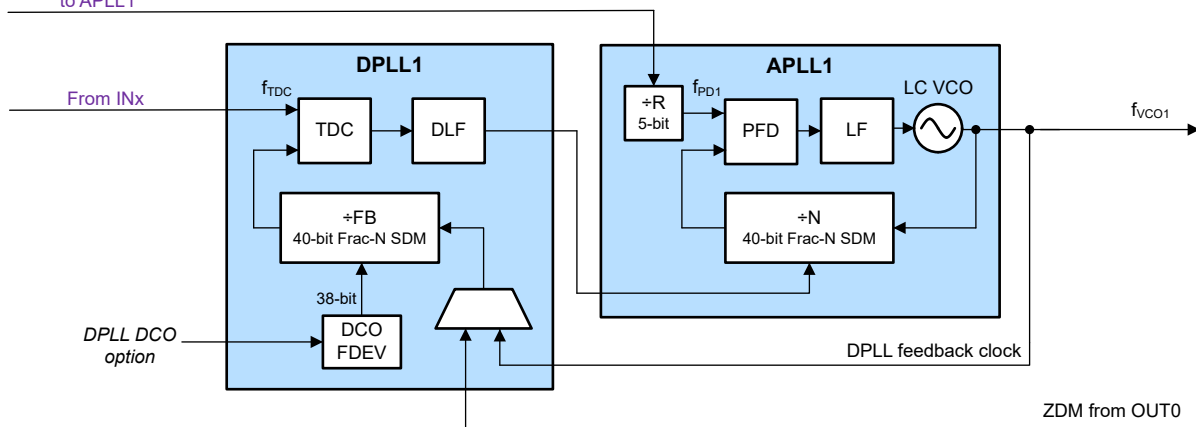 to APLL1
DPLL1
APLL1
From INx
fTDC
TDC
DLF
÷R
5-bit
fPD1
PFD
LF
LC VCO
fVCO1
÷FB
40-bit Frac-N SDM
÷N
40-bit Frac-N SDM
38-bit
DPLL DCO
option
DCO
FDEV
DPLL feedback clock
ZDM from OUT0